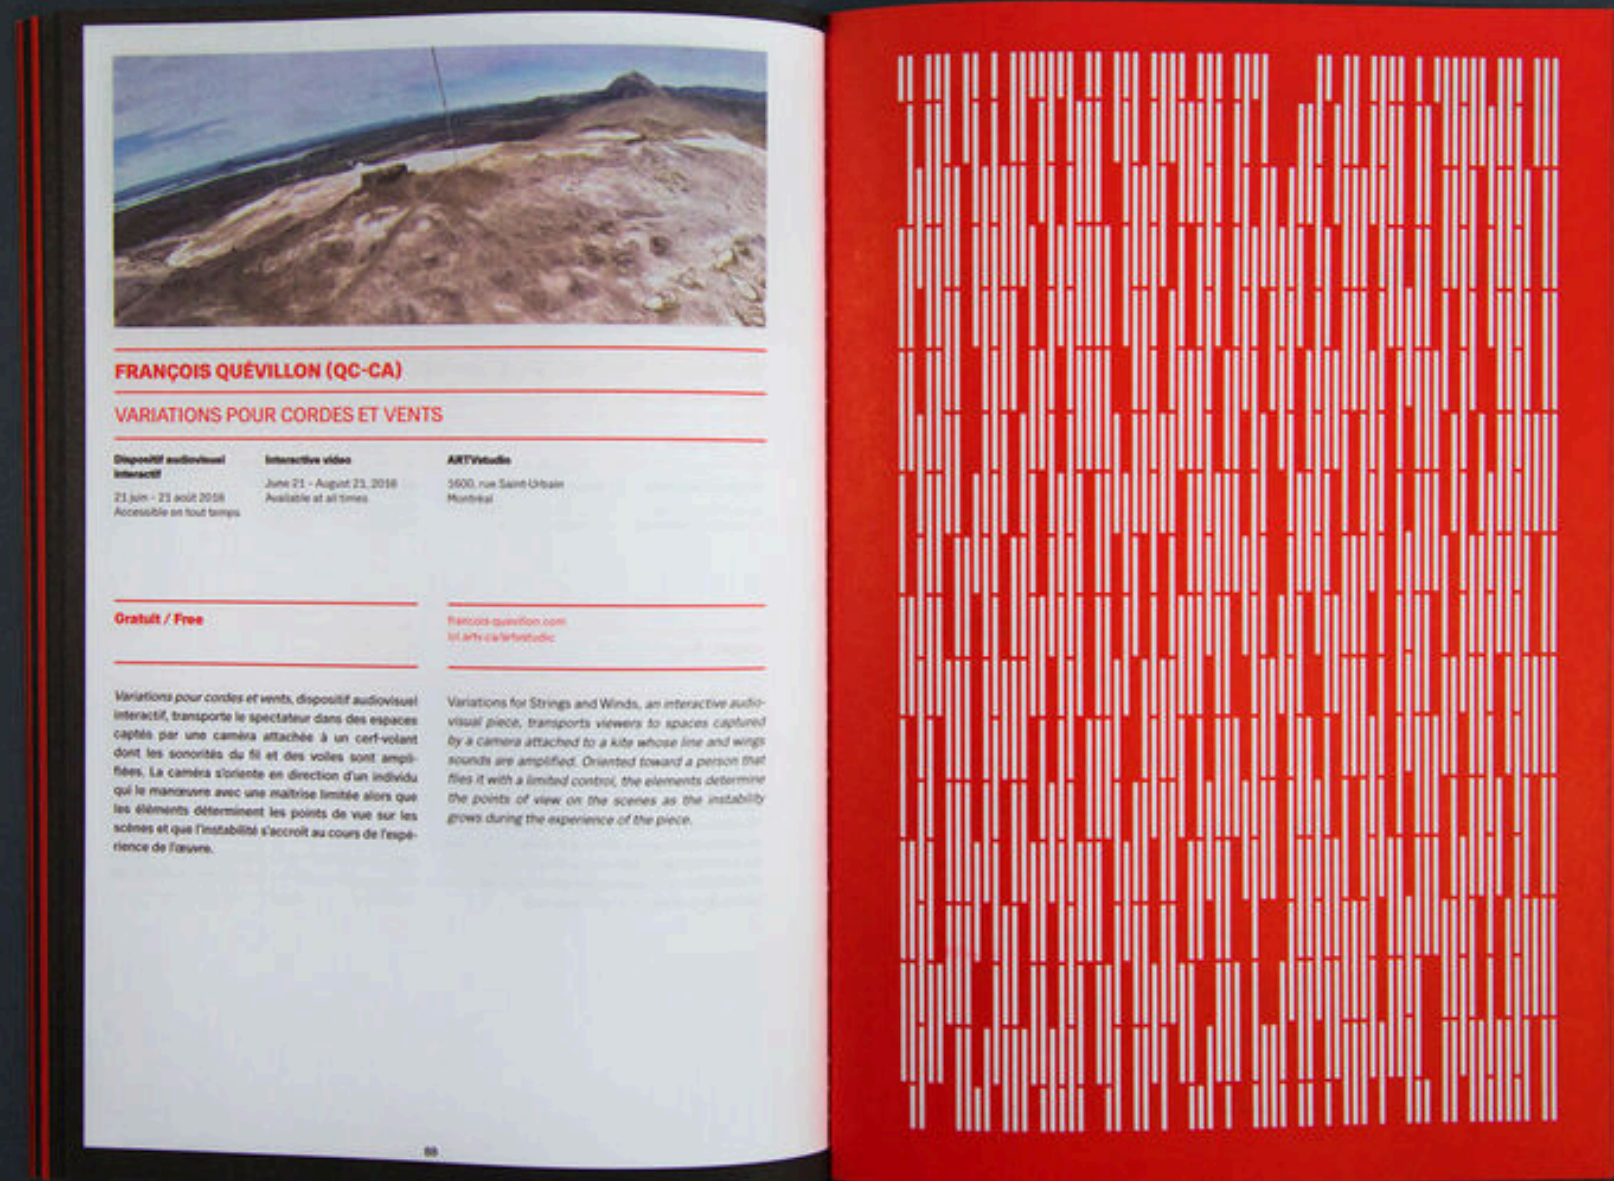 FRANÇOIS QUÉVILLON (QC-CA)
VARIATIONS POUR CORDES ET VENTS
Dispositif audiovisuel
interactif
21 juin - 21 août 2016
Accessible en tout temps
Interactive video
June 21 - August 21, 2016
Available at all times
ARTVstudio
1600, rue Saint-Urbain
Montréal
Gratuit / Free
francois-quevillon.com
ici.artv.ca/artvstudio
Variations pour cordes et vents, dispositif audiovisuel
interactif, transporte le spectateur dans des espaces
captés par une caméra attachée à un cerf-volant
dont les sonorités du fil et des voiles sont ampli-
fiées. La caméra s'oriente en direction d'un individu
qui le manœuvre avec une maîtrise limitée alors que
les éléments déterminent les points de vue sur les
scènes et que l'instabilité s'accroît au cours de l'expé-
rience de l'œuvre.
Variations for Strings and Winds, an interactive audio-
visual piece, transports viewers to spaces captured
by a camera attached to a kite whose line and wings
sounds are amplified. Oriented toward a person that
flies it with a limited control, the elements determine
the points of view on the scenes as the instability
grows during the experience of the piece.
88